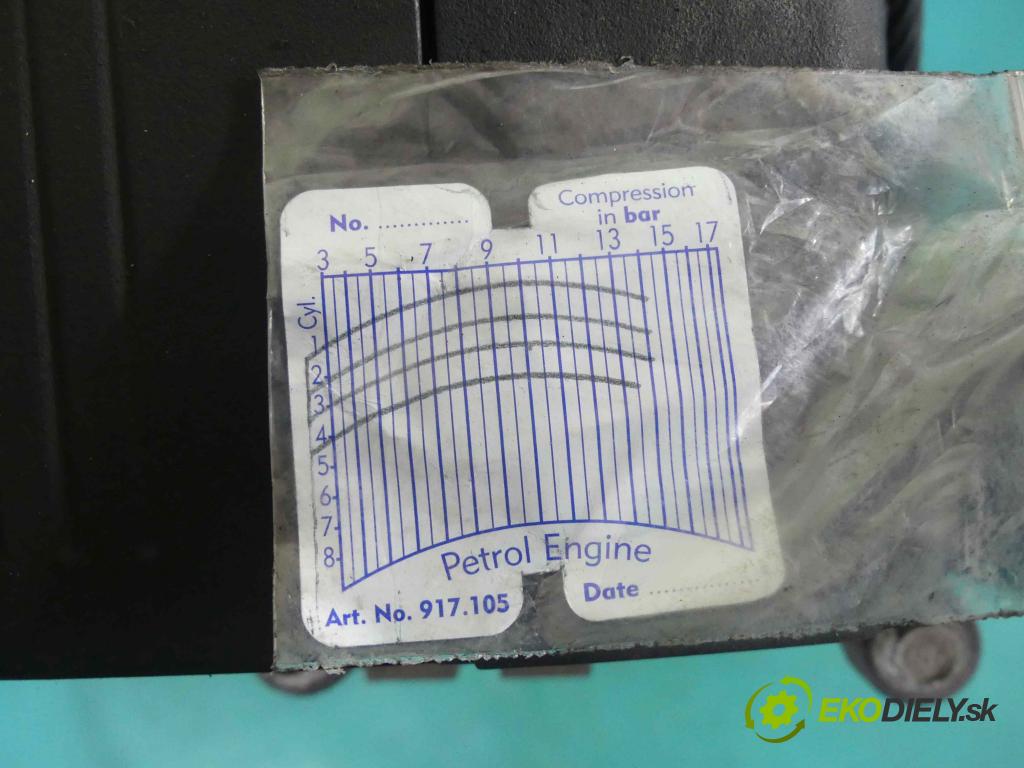 No. ............
Compression
in bar
3 5 7 9 11 13 15 17
Cyl.
1
2
3
4
5
6
7
8
Petrol Engine
Art. No. 917.105
Date ..................
EKODIELY.sk